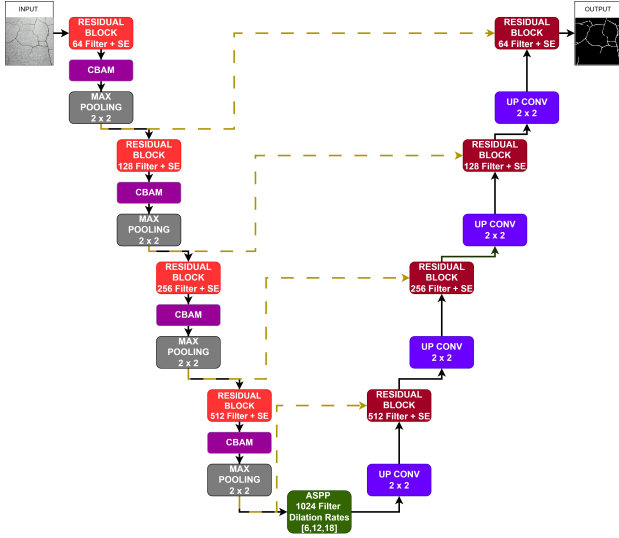 INPUT
OUTPUT
RESIDUAL
BLOCK
64 Filter + SE
RESIDUAL
BLOCK
64 Filter + SE
CBAM
MAX
POOLING
2 x 2
UP CONV
2 x 2
RESIDUAL
BLOCK
128 Filter + SE
RESIDUAL
BLOCK
128 Filter + SE
CBAM
MAX
POOLING
2 x 2
UP CONV
2 x 2
RESIDUAL
BLOCK
256 Filter + SE
RESIDUAL
BLOCK
256 Filter + SE
CBAM
MAX
POOLING
2 x 2
UP CONV
2 x 2
RESIDUAL
BLOCK
512 Filter + SE
RESIDUAL
BLOCK
512 Filter + SE
CBAM
MAX
POOLING
2 x 2
UP CONV
2 x 2
ASPP
1024 Filter
Dilation Rates
[6,12,18]